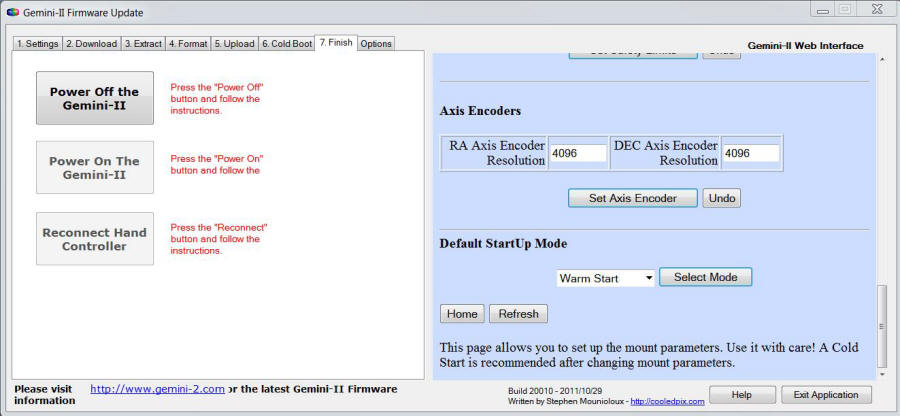 Gemini-II Firmware Update
1. Settings 2. Download 3. Extract 4. Format 5. Upload 6. Cold Boot 7. Finish Options
Gemini-II Web Interface
Power Off the
Gemini-II
Press the "Power Off"
button and follow the
instructions.
Power On The
Gemini-II
Press the "Power On"
button and follow the
Reconnect Hand
Controller
Press the "Reconnect"
button and follow the
instructions.
Undo
Axis Encoders
RA Axis Encoder
Resolution
4096
DEC Axis Encoder
Resolution
4096
Set Axis Encoder Undo
Default StartUp Mode
Warm Start Select Mode
Home Refresh
This page allows you to set up the mount parameters. Use it with care! A Cold
Start is recommended after changing mount parameters.
Please visit http://www.gemini-2.com or the latest Gemini-II Firmware
information
Build 20010 - 2011/10/29
Written by Stephen Mounioloux - http://cooledpix.com
Help Exit Application